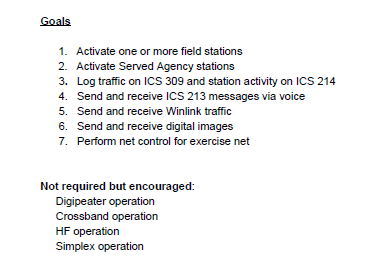 Goals
1. Activate one or more field stations
2. Activate Served Agency stations
3. Log traffic on ICS 309 and station activity on ICS 214
4. Send and receive ICS 213 messages via voice
5. Send and receive Winlink traffic
6. Send and receive digital images
7. Perform net control for exercise net
Not required but encouraged:
Digipeater operation
Crossband operation
HF operation
Simplex operation